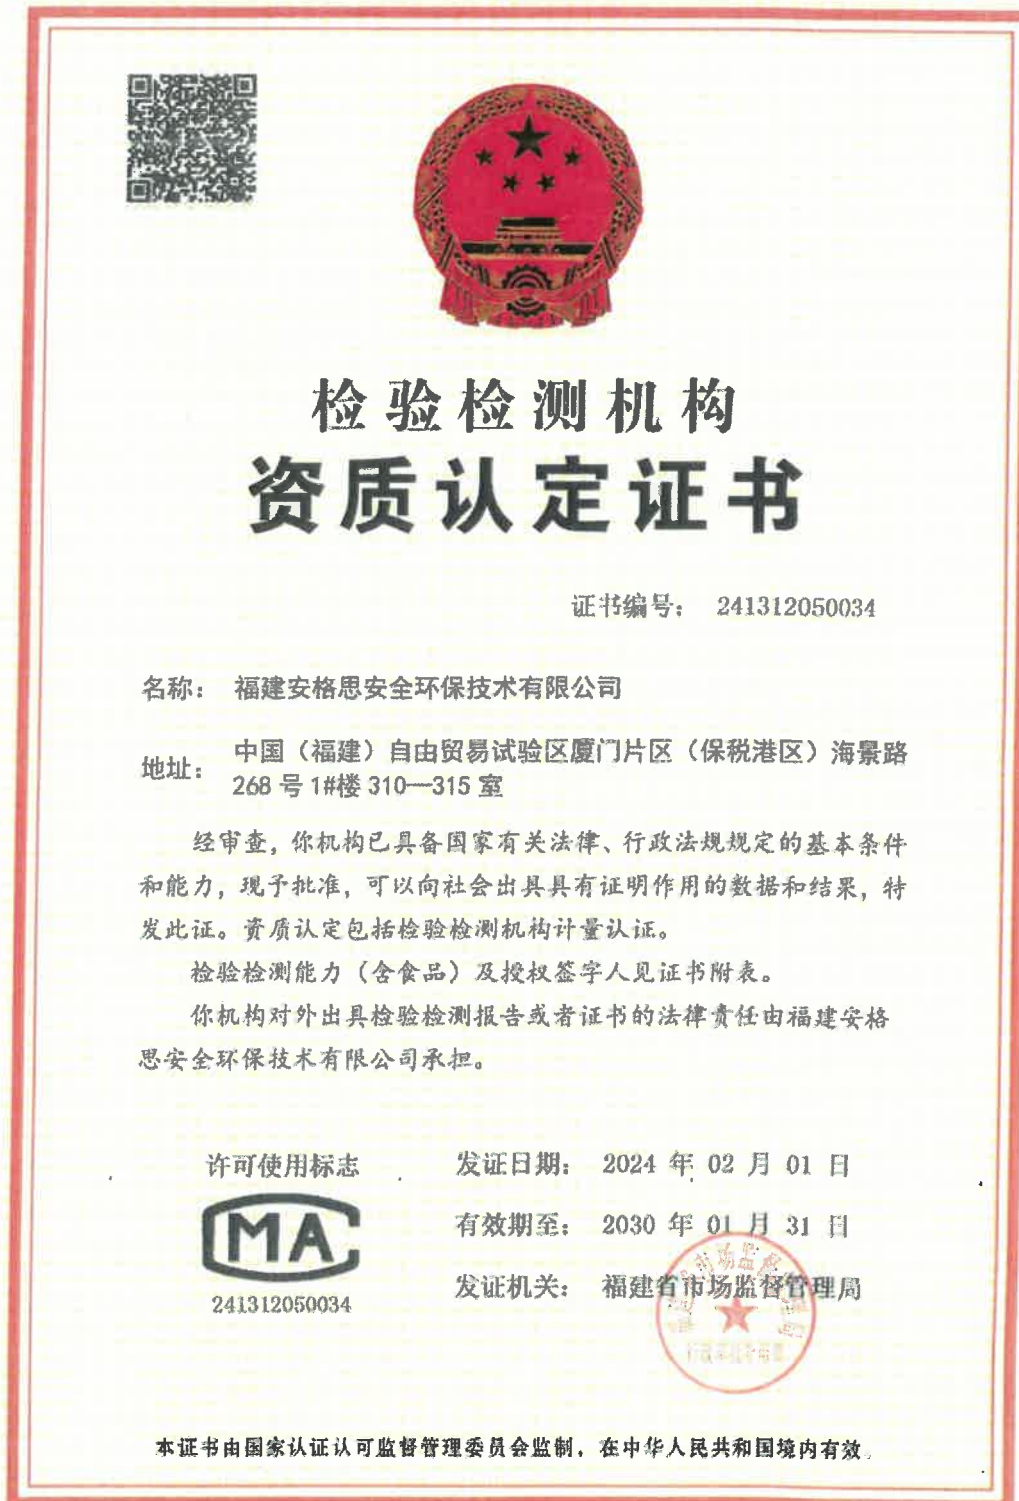 检验检测机构
资质认定证书
证书编号： 241312050034
名称： 福建安格思安全环保技术有限公司
地址： 中国（福建）自由贸易试验区厦门片区（保税港区）海景路
268 号 1#楼 310—315 室
经审查，你机构已具备国家有关法律、行政法规规定的基本条件
和能力，现予批准，可以向社会出具具有证明作用的数据和结果，特
发此证。资质认定包括检验检测机构计量认证。
检验检测能力（含食品）及授权签字人见证书附表。
你机构对外出具检验检测报告或者证书的法律责任由福建安格
思安全环保技术有限公司承担。
许可使用标志
MA
241312050034
发证日期： 2024 年 02 月 01 日
有效期至： 2030 年 01 月 31 日
发证机关： 福建省市场监督管理局
本证书由国家认证认可监督管理委员会监制，在中华人民共和国境内有效。